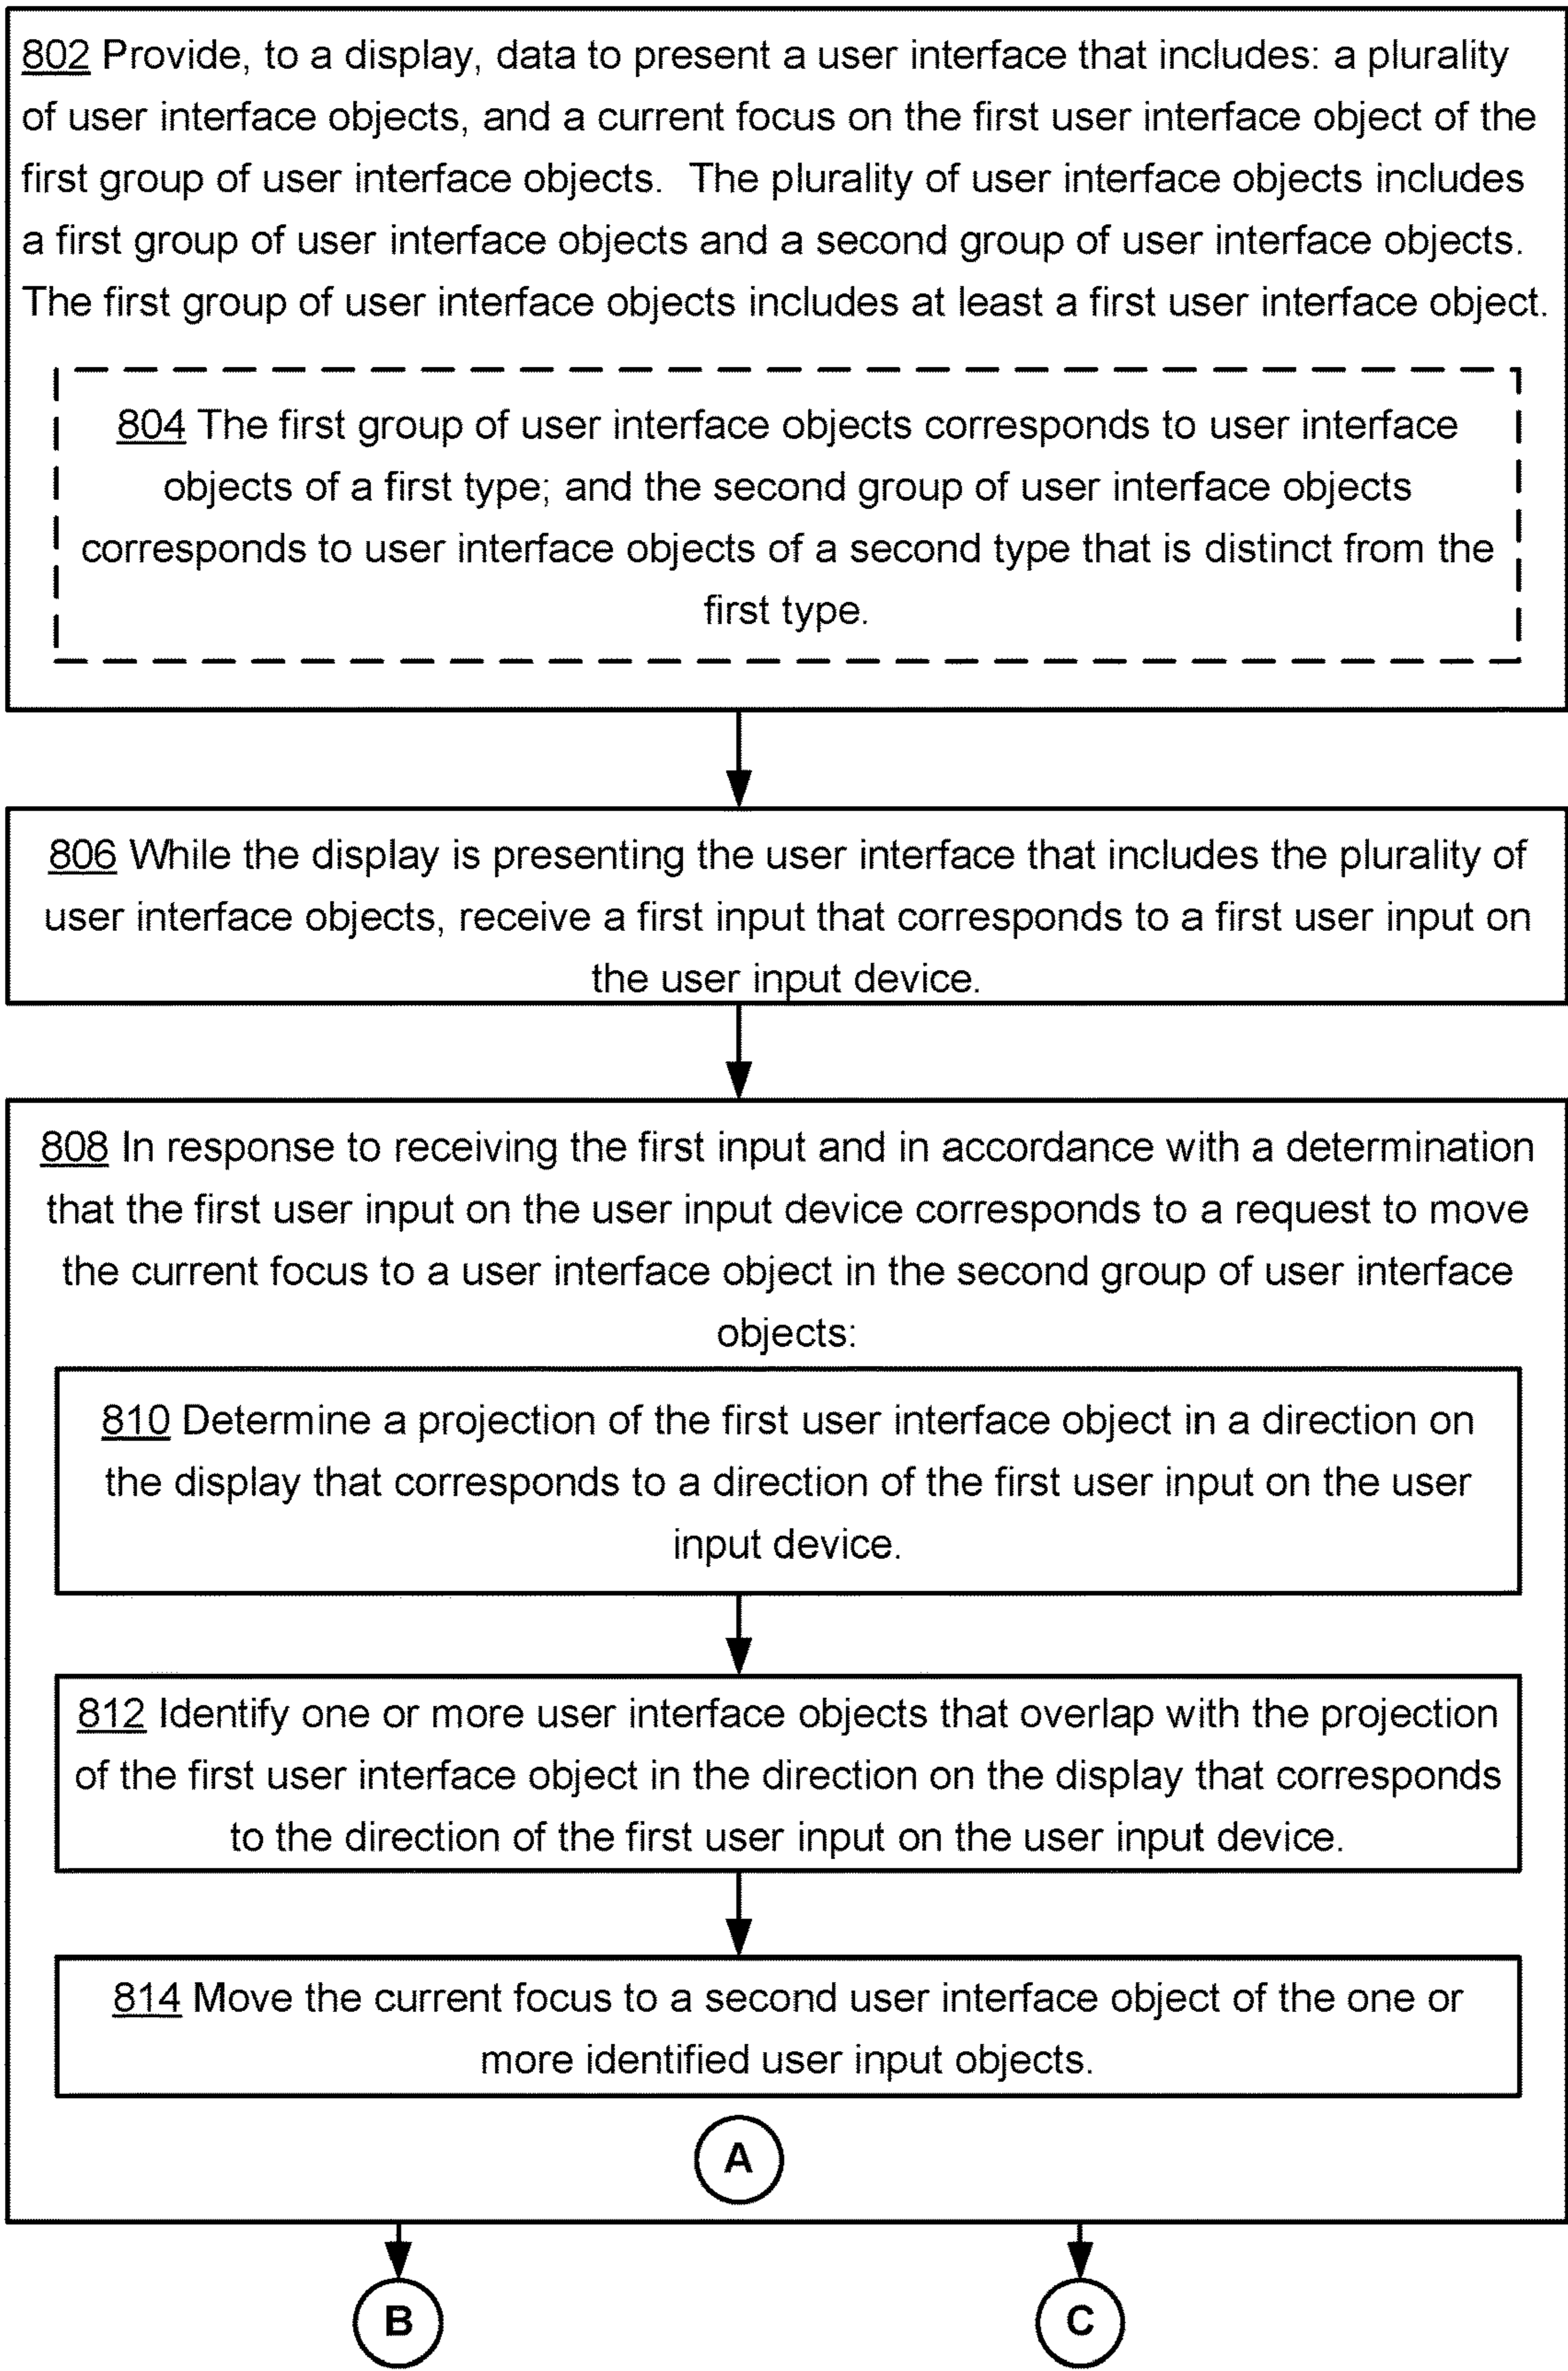 802 Provide, to a display, data to present a user interface that includes: a plurality
of user interface objects, and a current focus on the first user interface object of the
first group of user interface objects.  The plurality of user interface objects includes
a first group of user interface objects and a second group of user interface objects.
The first group of user interface objects includes at least a first user interface object.
804 The first group of user interface objects corresponds to user interface
objects of a first type; and the second group of user interface objects
corresponds to user interface objects of a second type that is distinct from the
first type.
806 While the display is presenting the user interface that includes the plurality of
user interface objects, receive a first input that corresponds to a first user input on
the user input device.
808 In response to receiving the first input and in accordance with a determination
that the first user input on the user input device corresponds to a request to move
the current focus to a user interface object in the second group of user interface
objects:
810 Determine a projection of the first user interface object in a direction on
the display that corresponds to a direction of the first user input on the user
input device.
812 Identify one or more user interface objects that overlap with the projection
of the first user interface object in the direction on the display that corresponds
to the direction of the first user input on the user input device.
814 Move the current focus to a second user interface object of the one or
more identified user input objects.
A
B
C